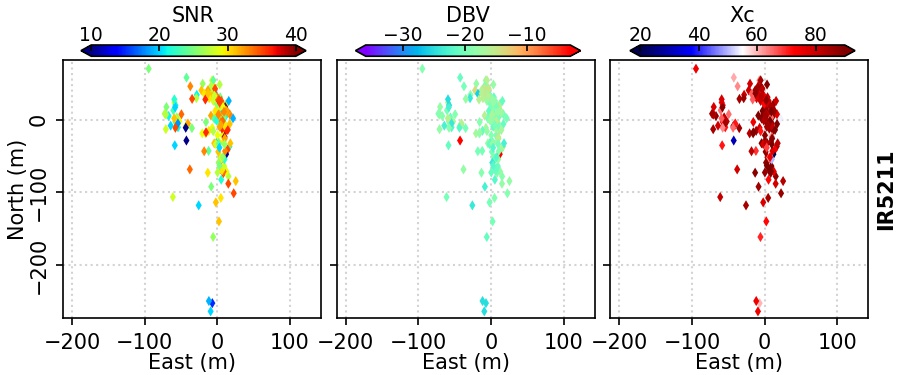 SNR
DBV
Xc
10 20 30 40
−30 −20 −10
20 40 60 80
North (m)
0
−100
−200
IR5211
−200 −100 0 100
−200 −100 0 100
−200 −100 0 100
East (m)
East (m)
East (m)